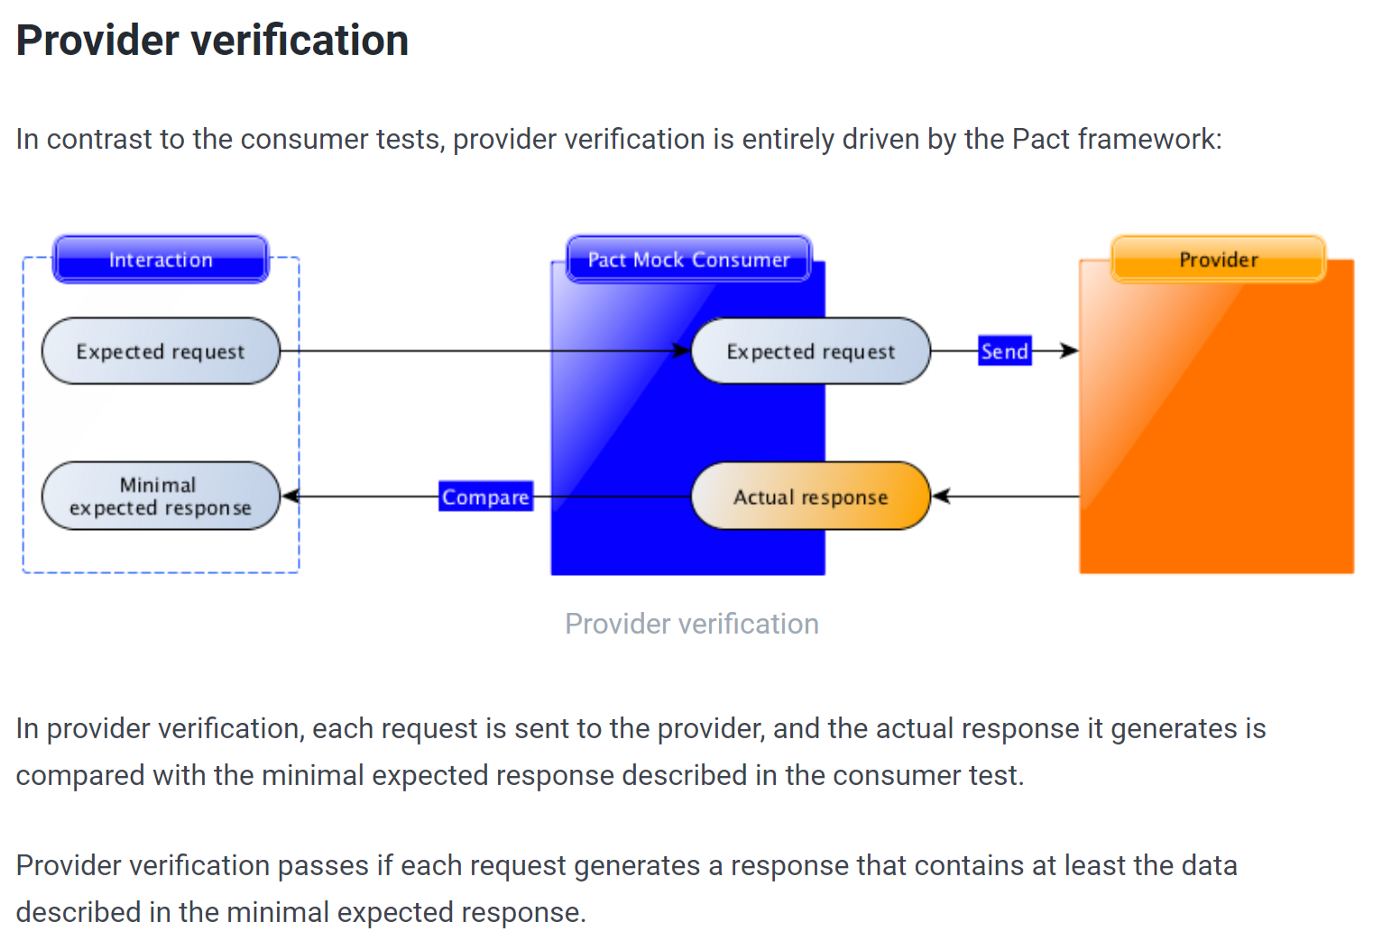 Provider verification
In contrast to the consumer tests, provider verification is entirely driven by the Pact framework:
Interaction
Pact Mock Consumer
Provider
Expected request
Expected request
Send
Minimal
expected response
Compare
Actual response
Provider verification
In provider verification, each request is sent to the provider, and the actual response it generates is
compared with the minimal expected response described in the consumer test.
Provider verification passes if each request generates a response that contains at least the data
described in the minimal expected response.